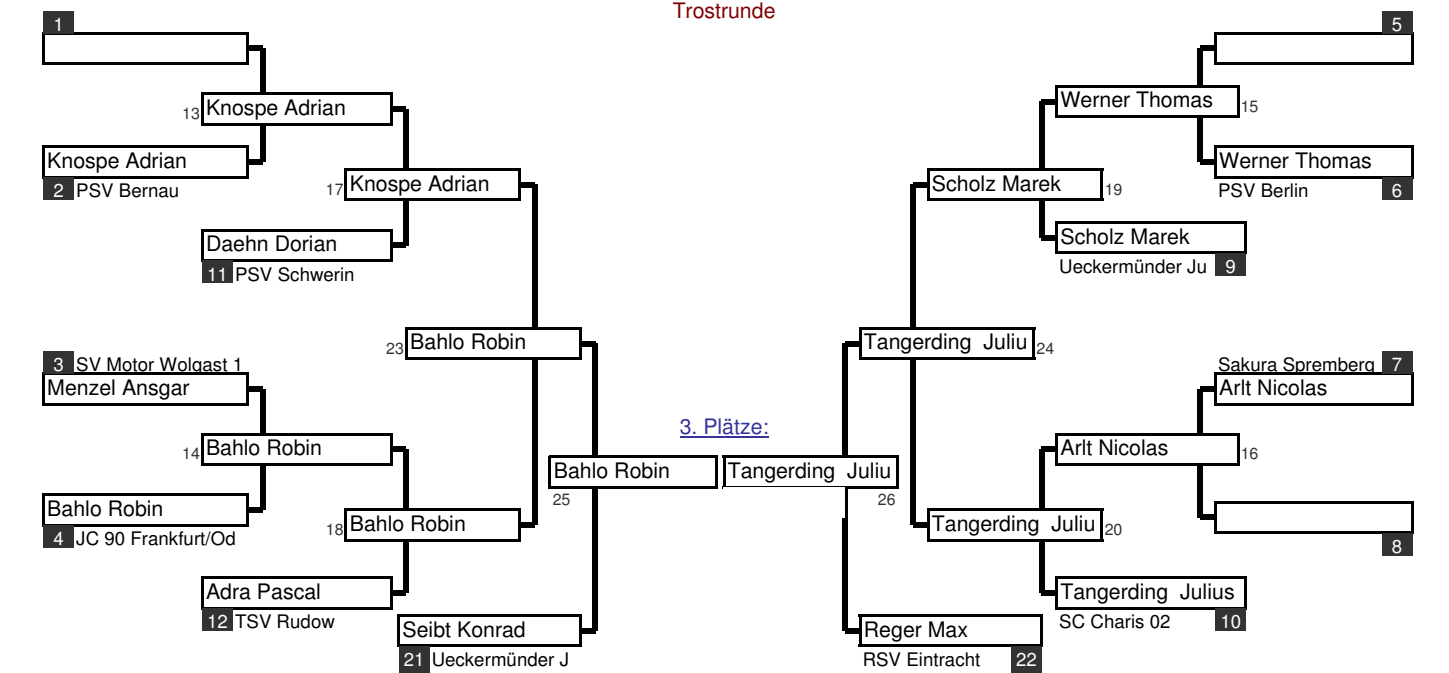 Trostrunde
1
5
13 Knospe Adrian
Werner Thomas 15
Knospe Adrian
2 PSV Bernau
Werner Thomas
PSV Berlin 6
17 Knospe Adrian
Scholz Marek 19
Daehn Dorian
11 PSV Schwerin
Scholz Marek
Ueckermünder Ju 9
23 Bahlo Robin
Tangerding Juliu 24
3 SV Motor Wolgast 1
Menzel Ansgar
Sakura Spremberg 7
Arlt Nicolas
3. Plätze:
14 Bahlo Robin
Arlt Nicolas 16
Bahlo Robin
25
Tangerding Juliu
26
Bahlo Robin
4 JC 90 Frankfurt/Od
8
18 Bahlo Robin
Tangerding Juliu 20
Adra Pascal
12 TSV Rudow
Tangerding Julius
SC Charis 02 10
Seibt Konrad
21 Ueckermünder J
Reger Max
RSV Eintracht 22